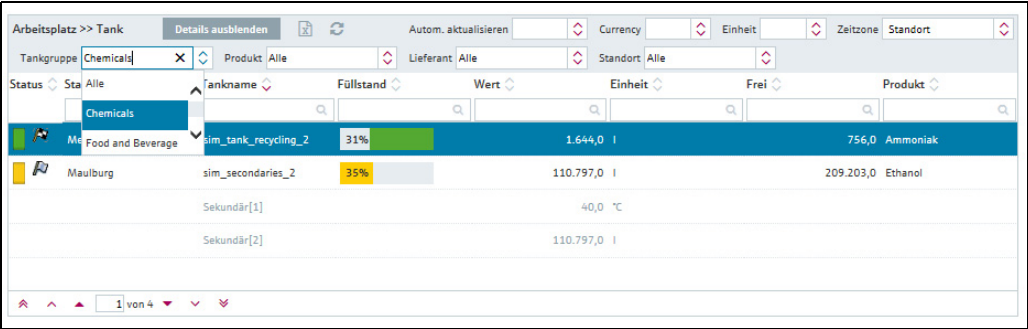 Arbeitsplatz >> Tank Details ausblenden Autom. aktualisieren Currency Einheit Zeitzone Standort
Tankgruppe Chemicals Produkt Alle Lieferant Alle Standort Alle
Status Sta Tankname Füllstand Wert Einheit Frei Produkt
Alle
Chemicals
Food and Beverage
Me sim_tank_recycling_2 31% 1.644,0 l 756,0 Ammoniak
Maulburg sim_secondaries_2 35% 110.797,0 l 209.203,0 Ethanol
Sekundär[1] 40,0 °C
Sekundär[2] 110.797,0 l
1 von 4